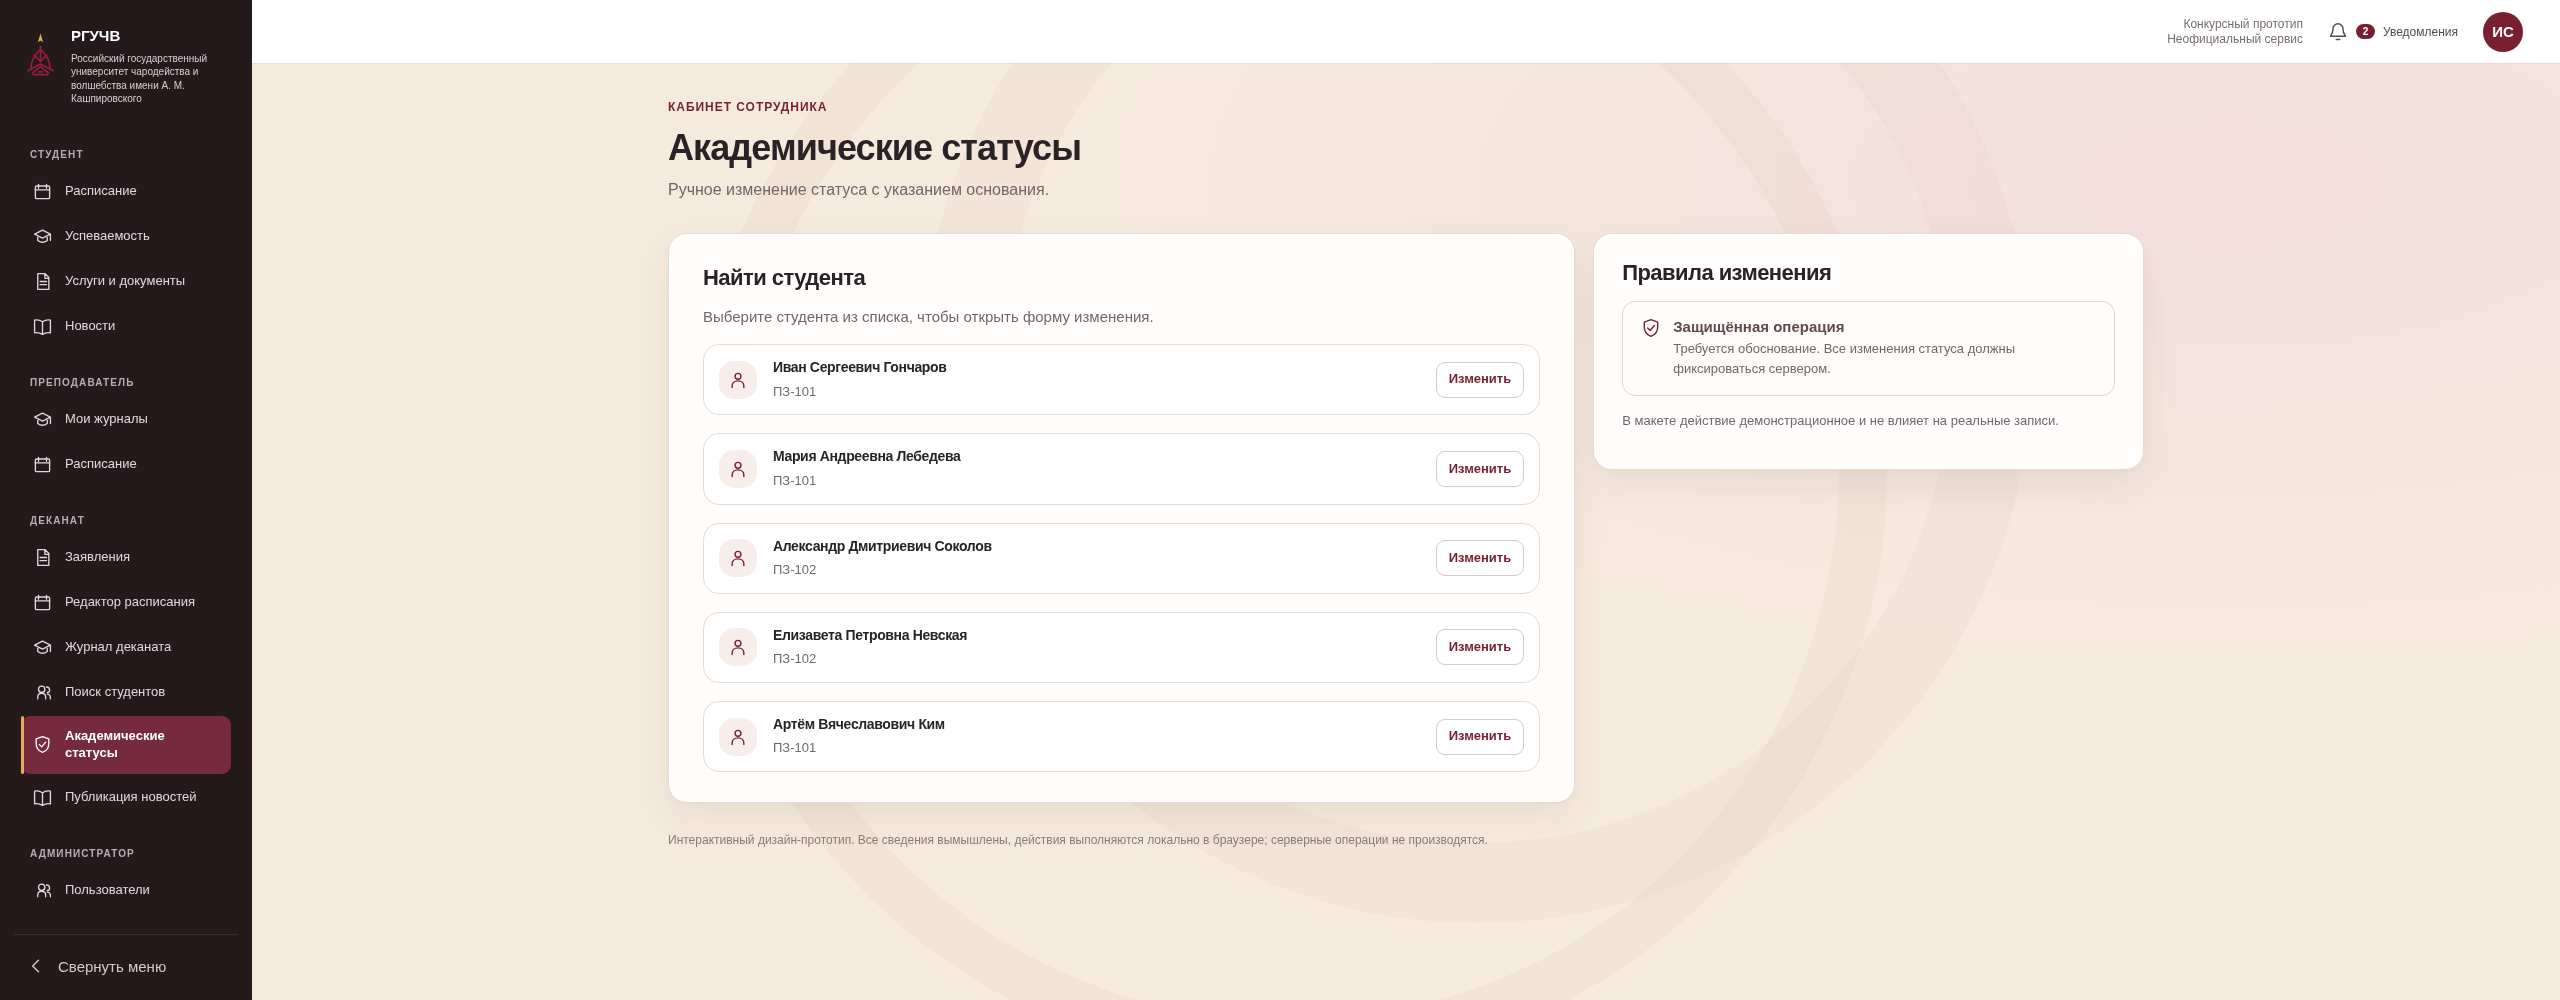 РГУЧВ
Российский государственный
университет чародейства и
волшебства имени А. М.
Кашпировского
СТУДЕНТ
Расписание
Успеваемость
Услуги и документы
Новости
ПРЕПОДАВАТЕЛЬ
Мои журналы
Расписание
ДЕКАНАТ
Заявления
Редактор расписания
Журнал деканата
Поиск студентов
Академические
статусы
Публикация новостей
АДМИНИСТРАТОР
Пользователи
Свернуть меню
Конкурсный прототип
Неофициальный сервис
2 Уведомления
ИС
КАБИНЕТ СОТРУДНИКА
Академические статусы
Ручное изменение статуса с указанием основания.
Найти студента
Выберите студента из списка, чтобы открыть форму изменения.
Иван Сергеевич Гончаров
ПЗ-101
Изменить
Мария Андреевна Лебедева
ПЗ-101
Изменить
Александр Дмитриевич Соколов
ПЗ-102
Изменить
Елизавета Петровна Невская
ПЗ-102
Изменить
Артём Вячеславович Ким
ПЗ-101
Изменить
Правила изменения
Защищённая операция
Требуется обоснование. Все изменения статуса должны
фиксироваться сервером.
В макете действие демонстрационное и не влияет на реальные записи.
Интерактивный дизайн-прототип. Все сведения вымышлены, действия выполняются локально в браузере; серверные операции не производятся.